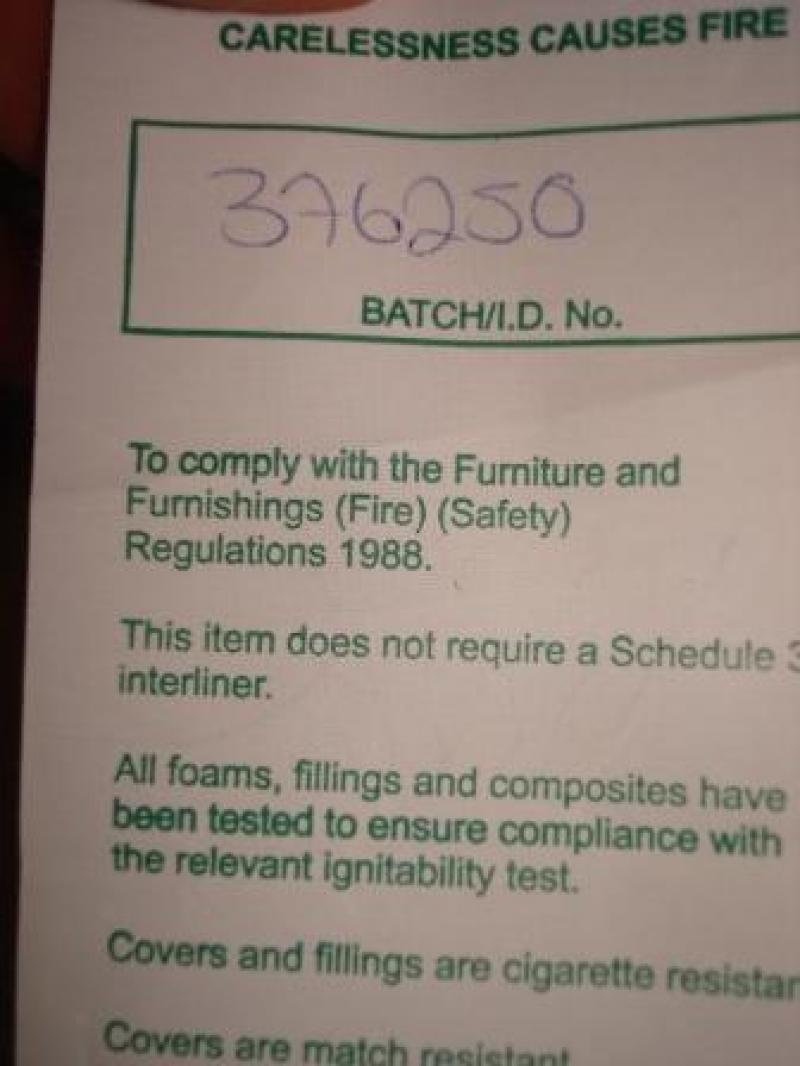 CARELESSNESS CAUSES FIRE
376250
BATCH/I.D. No.
To comply with the Furniture and
Furnishings (Fire) (Safety)
Regulations 1988.
This item does not require a Schedule 3
interliner.
All foams, fillings and composites have
been tested to ensure compliance with
the relevant ignitability test.
Covers and fillings are cigarette resistan
Covers are match resistant